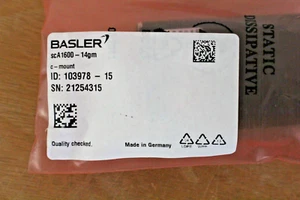 BASLER
scA1600-14gm
c-mount
ID: 103978 - 15
SN: 21254315
Quality checked.
Made in Germany
STATIC
DISSIPATIVE